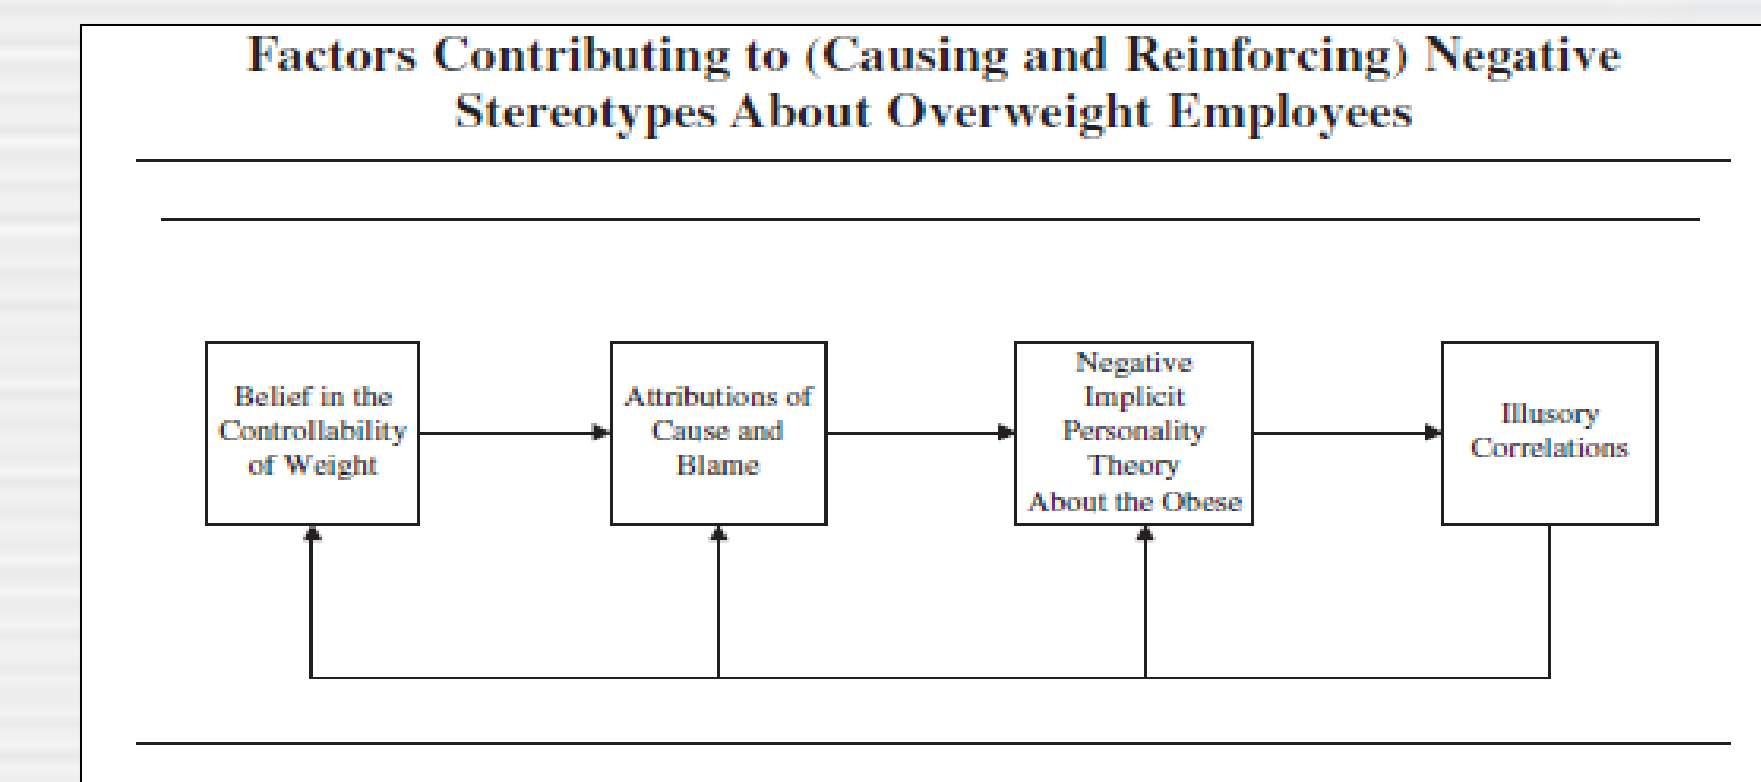 Factors Contributing to (Causing and Reinforcing) Negative
Stereotypes About Overweight Employees
Belief in the
Controllability
of Weight
Attributions of
Cause and
Blame
Negative
Implicit
Personality
Theory
About the Obese
Illusory
Correlations